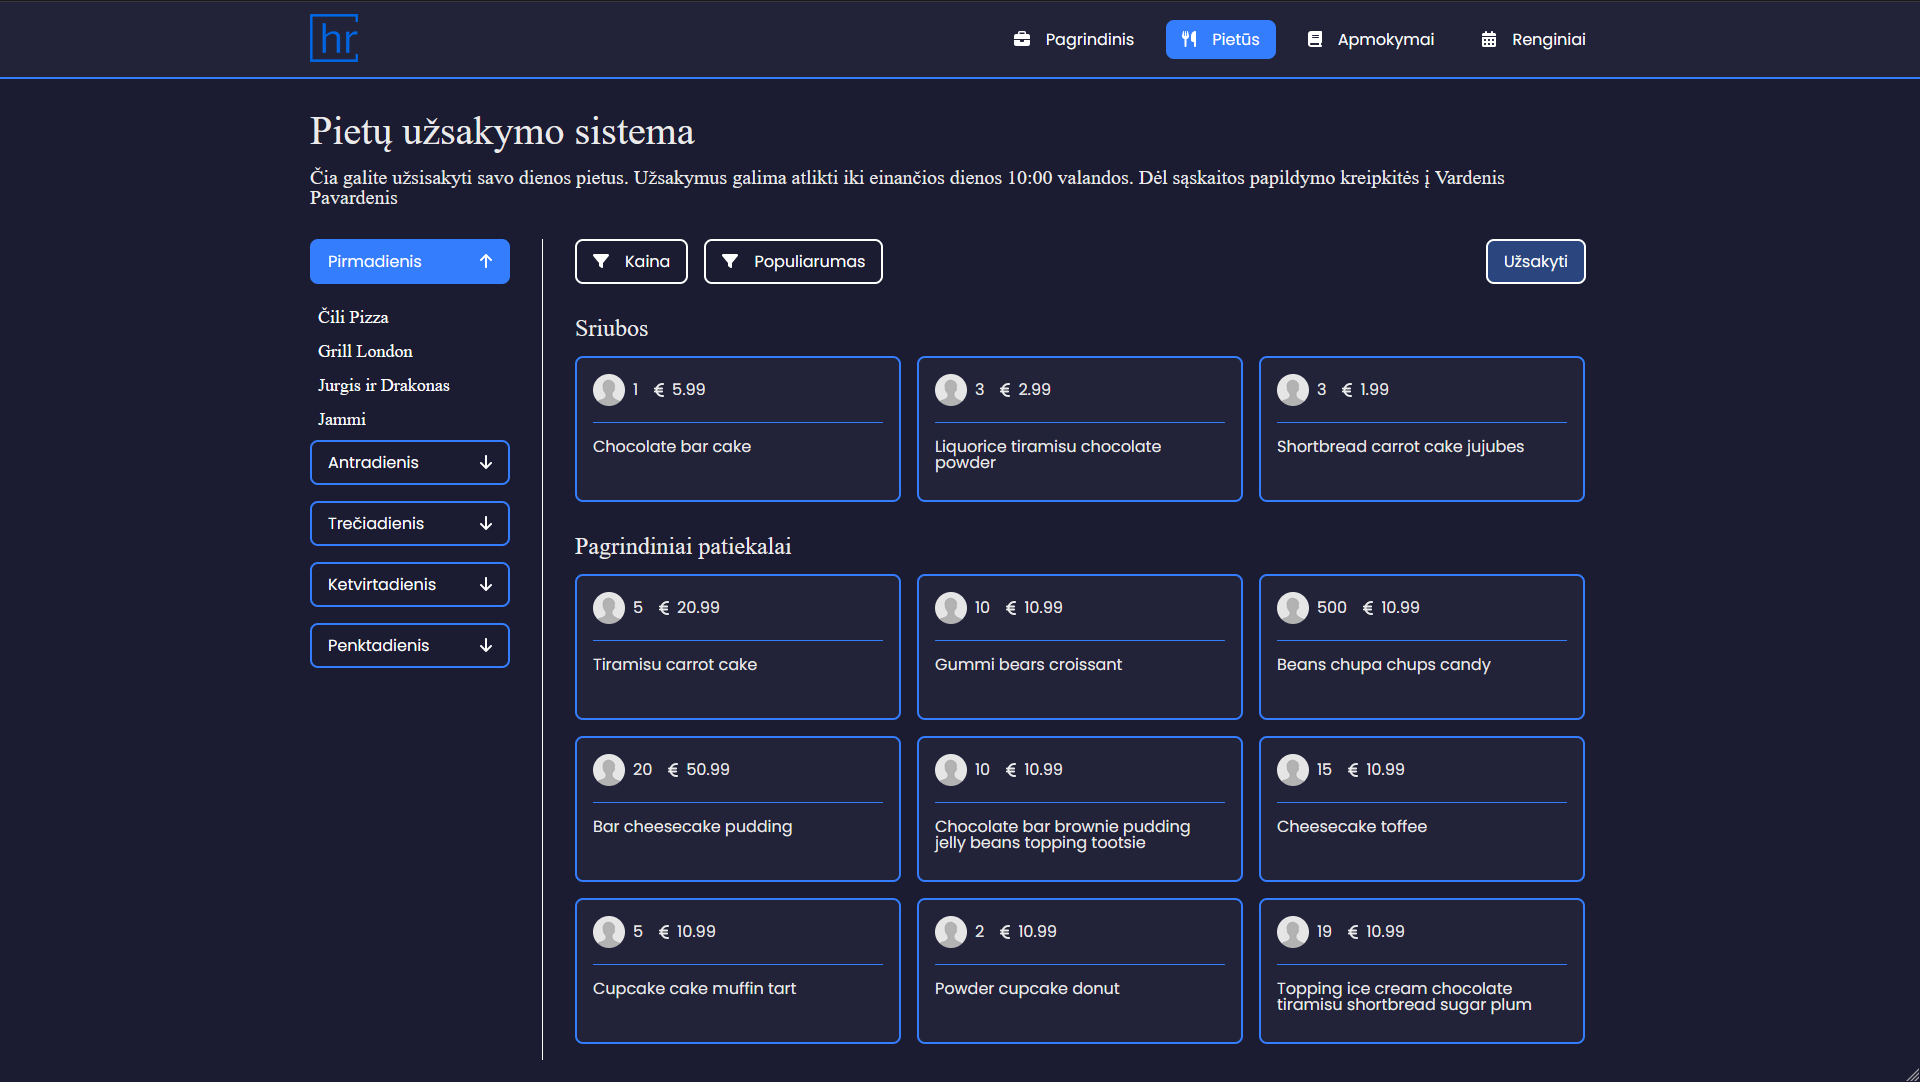 hr
Pagrindinis
Pietūs
Apmokymai
Renginiai
Pietų užsakymo sistema
Čia galite užsisakyti savo dienos pietus. Užsakymus galima atlikti iki einančios dienos 10:00 valandos. Dėl sąskaitos papildymo kreipkitės į Vardenis
Pavardenis
Pirmadienis
Čili Pizza
Grill London
Jurgis ir Drakonas
Jammi
Antradienis
Trečiadienis
Ketvirtadienis
Penktadienis
Kaina
Populiarumas
Užsakyti
Sriubos
1 € 5.99
Chocolate bar cake
3 € 2.99
Liquorice tiramisu chocolate
powder
3 € 1.99
Shortbread carrot cake jujubes
Pagrindiniai patiekalai
5 € 20.99
Tiramisu carrot cake
10 € 10.99
Gummi bears croissant
500 € 10.99
Beans chupa chups candy
20 € 50.99
Bar cheesecake pudding
10 € 10.99
Chocolate bar brownie pudding
jelly beans topping tootsie
15 € 10.99
Cheesecake toffee
5 € 10.99
Cupcake cake muffin tart
2 € 10.99
Powder cupcake donut
19 € 10.99
Topping ice cream chocolate
tiramisu shortbread sugar plum